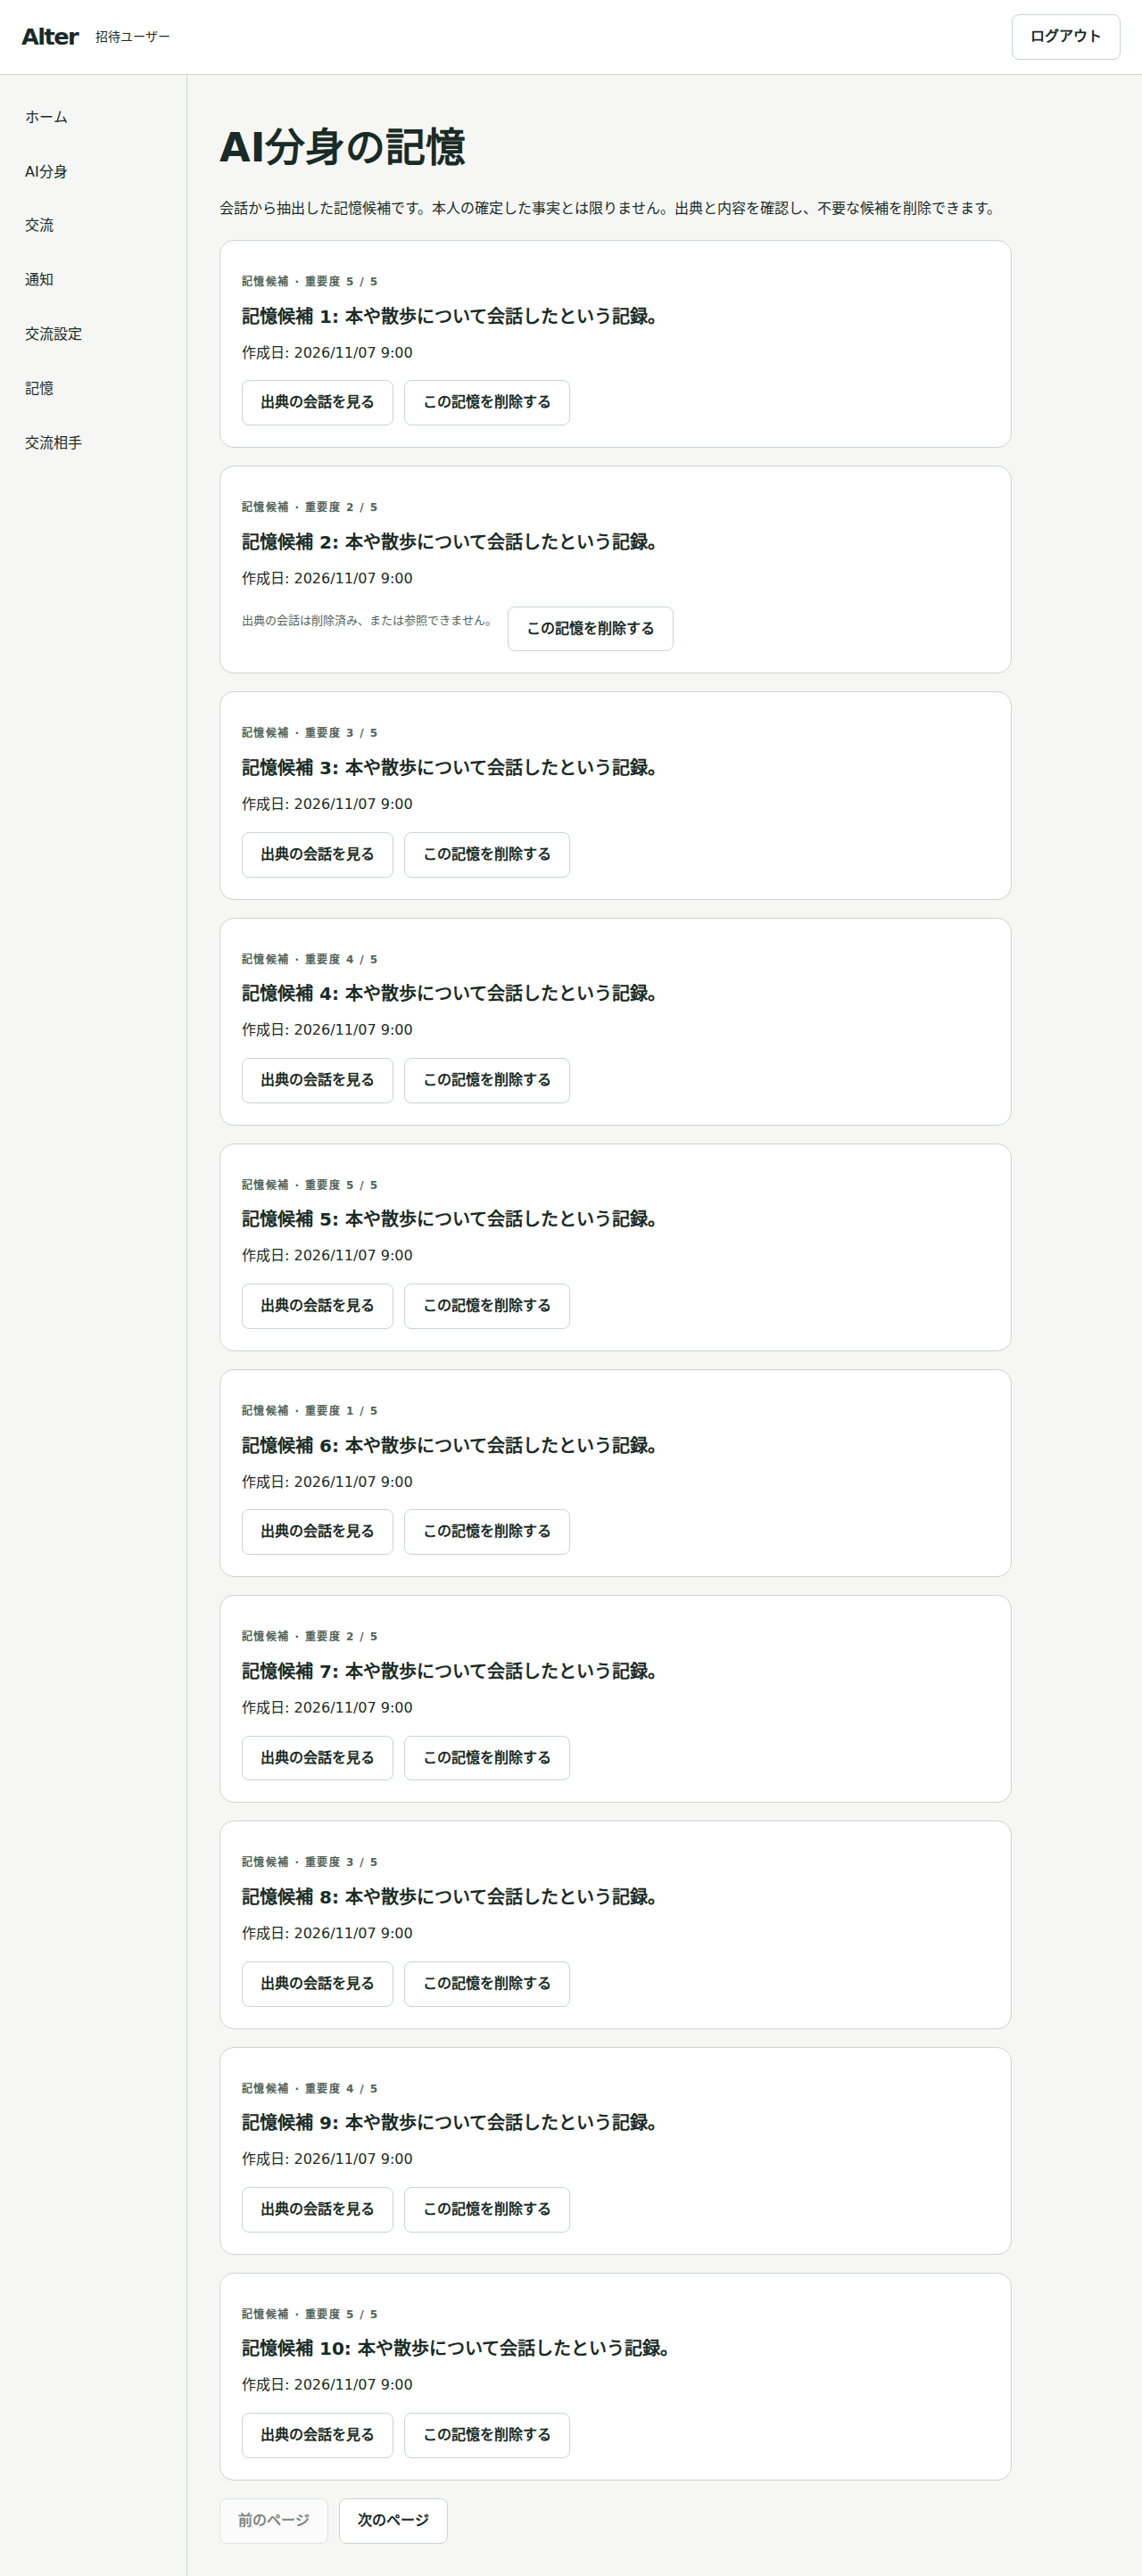 Alter 招待ユーザー ログアウト
ホーム
AI分身
交流
通知
交流設定
記憶
交流相手
AI分身の記憶
会話から抽出した記憶候補です。本人の確定した事実とは限りません。出典と内容を確認し、不要な候補を削除できます。
記憶候補 · 重要度 5 / 5
記憶候補 1: 本や散歩について会話したという記録。
作成日: 2026/11/07 9:00
出典の会話を見る この記憶を削除する
記憶候補 · 重要度 2 / 5
記憶候補 2: 本や散歩について会話したという記録。
作成日: 2026/11/07 9:00
出典の会話は削除済み、または参照できません。 この記憶を削除する
記憶候補 · 重要度 3 / 5
記憶候補 3: 本や散歩について会話したという記録。
作成日: 2026/11/07 9:00
出典の会話を見る この記憶を削除する
記憶候補 · 重要度 4 / 5
記憶候補 4: 本や散歩について会話したという記録。
作成日: 2026/11/07 9:00
出典の会話を見る この記憶を削除する
記憶候補 · 重要度 5 / 5
記憶候補 5: 本や散歩について会話したという記録。
作成日: 2026/11/07 9:00
出典の会話を見る この記憶を削除する
記憶候補 · 重要度 1 / 5
記憶候補 6: 本や散歩について会話したという記録。
作成日: 2026/11/07 9:00
出典の会話を見る この記憶を削除する
記憶候補 · 重要度 2 / 5
記憶候補 7: 本や散歩について会話したという記録。
作成日: 2026/11/07 9:00
出典の会話を見る この記憶を削除する
記憶候補 · 重要度 3 / 5
記憶候補 8: 本や散歩について会話したという記録。
作成日: 2026/11/07 9:00
出典の会話を見る この記憶を削除する
記憶候補 · 重要度 4 / 5
記憶候補 9: 本や散歩について会話したという記録。
作成日: 2026/11/07 9:00
出典の会話を見る この記憶を削除する
記憶候補 · 重要度 5 / 5
記憶候補 10: 本や散歩について会話したという記録。
作成日: 2026/11/07 9:00
出典の会話を見る この記憶を削除する
前のページ 次のページ